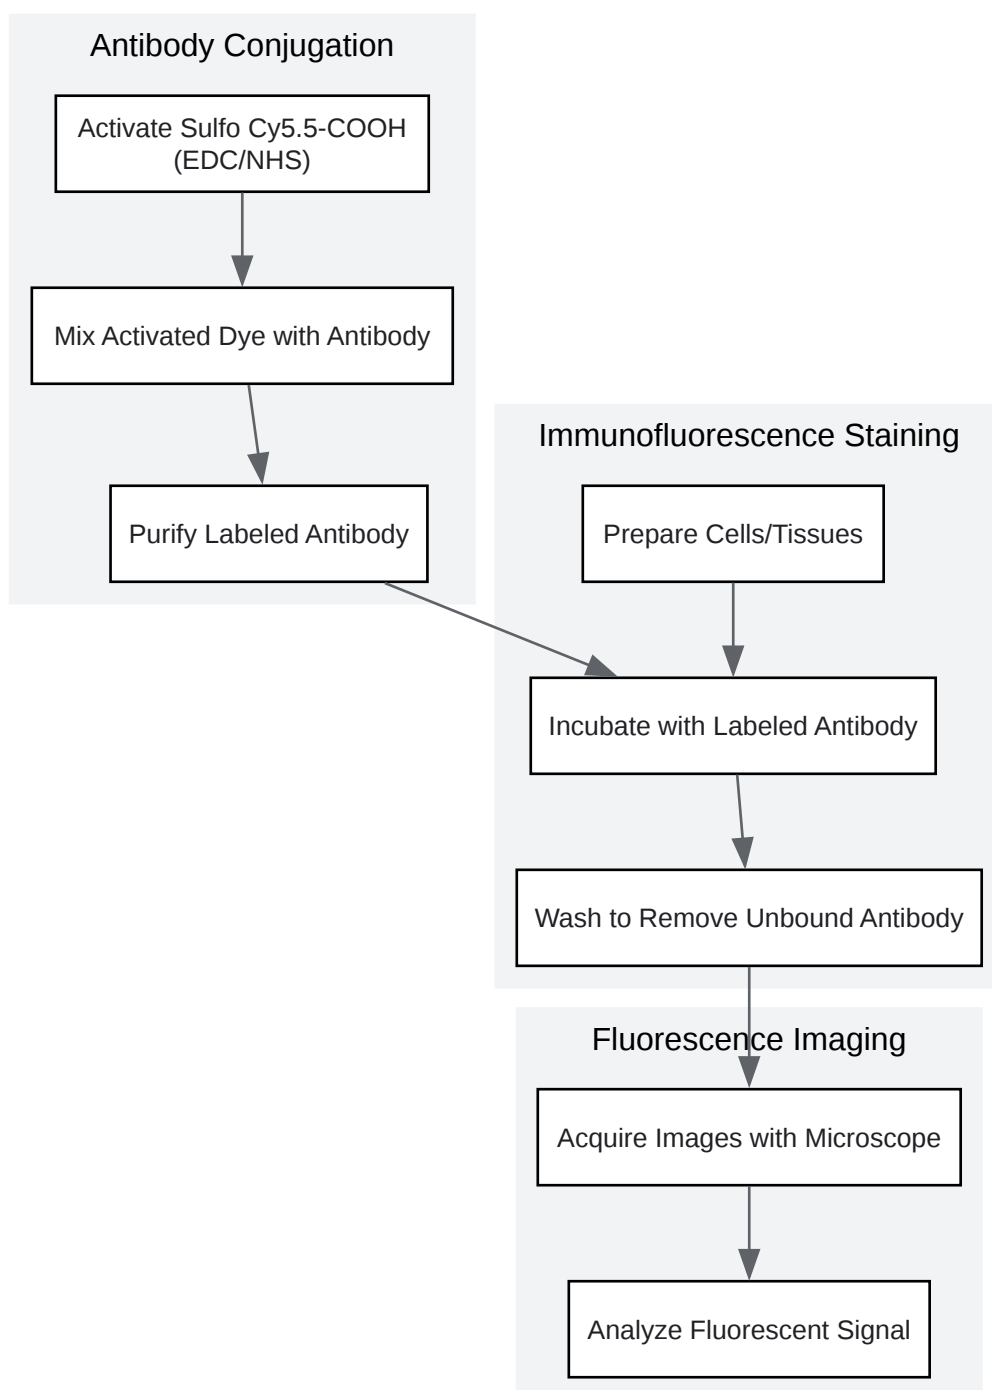 Antibody Conjugation
Activate Sulfo Cy5.5-COOH
(EDC/NHS)
Mix Activated Dye with Antibody
Purify Labeled Antibody
Immunofluorescence Staining
Prepare Cells/Tissues
Incubate with Labeled Antibody
Wash to Remove Unbound Antibody
Fluorescence Imaging
Acquire Images with Microscope
Analyze Fluorescent Signal